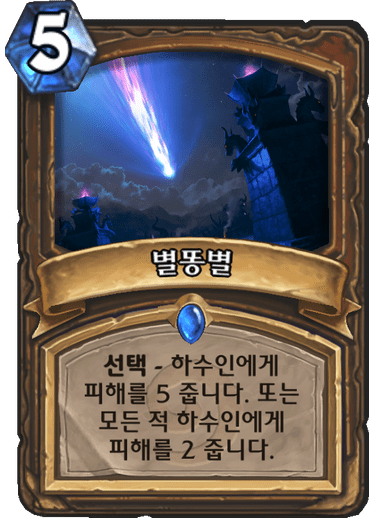 5
별똥별
선택 - 하수인에게
피해를 5 줍니다. 또는
모든 적 하수인에게
피해를 2 줍니다.